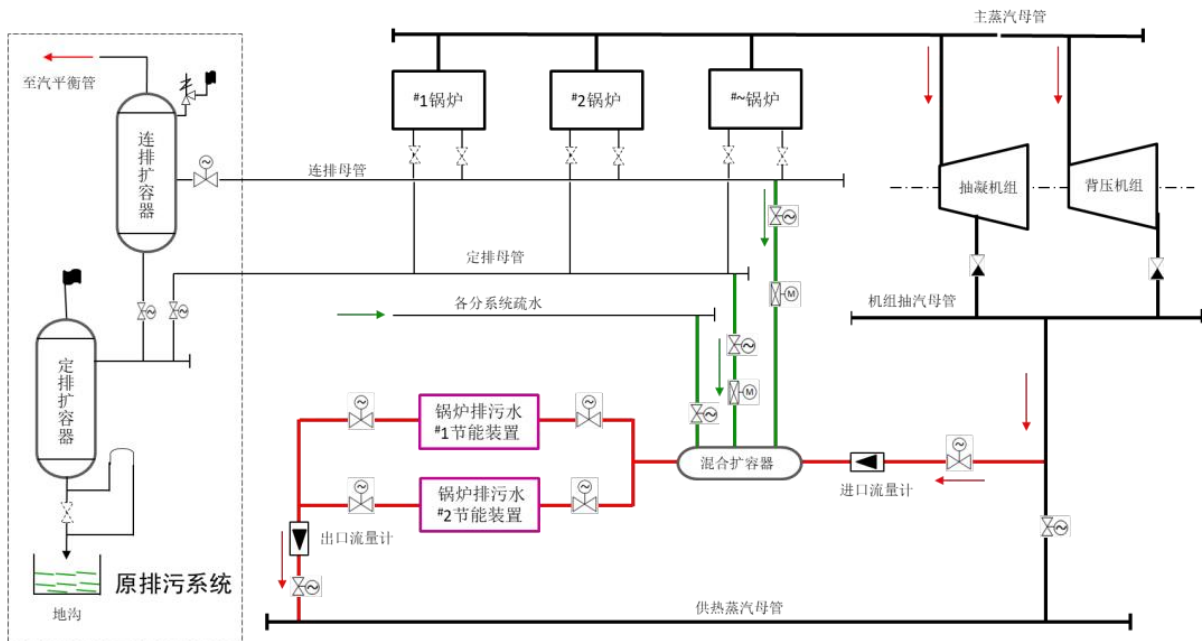 主蒸汽母管
至汽平衡管
#1锅炉
#2锅炉
#~锅炉
连排扩容器
连排母管
抽凝机组
背压机组
定排母管
各分系统疏水
机组抽汽母管
M
M
定排扩容器
锅炉排污水
#1节能装置
混合扩容器
进口流量计
锅炉排污水
#2节能装置
出口流量计
原排污系统
地沟
供热蒸汽母管